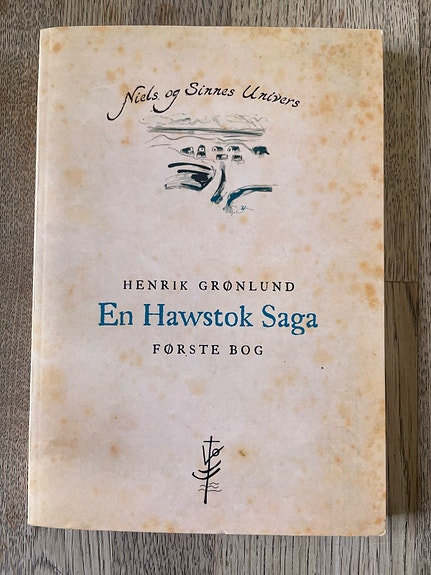 Niels og Sinnes Univers
HENRIK GRØNLUND
En Hawstok Saga
FØRSTE BOG